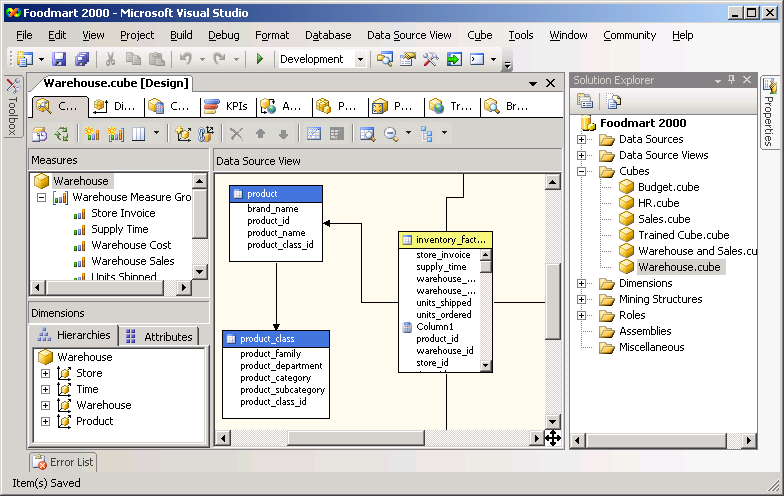 Foodmart 2000 - Microsoft Visual Studio
File Edit View Project Build Debug Format Database Data Source View Cube Tools Window Community Help
Development
Toolbox
Warehouse.cube [Design]
C... Di... C... KPIs A... P... P... Tr... Br...
Measures
Warehouse
Warehouse Measure Gro
Store Invoice
Supply Time
Warehouse Cost
Warehouse Sales
Units Shipped
Dimensions
Hierarchies Attributes
Warehouse
Store
Time
Warehouse
Product
Data Source View
product
brand_name
product_id
product_name
product_class_id
product_class
product_family
product_department
product_category
product_subcategory
product_class_id
inventory_fact...
store_invoice
supply_time
warehouse_...
warehouse_...
units_shipped
units_ordered
Column1
product_id
warehouse_id
store_id
Solution Explorer
Foodmart 2000
Data Sources
Data Source Views
Cubes
Budget.cube
HR.cube
Sales.cube
Trained Cube.cube
Warehouse and Sales.cu
Warehouse.cube
Dimensions
Mining Structures
Roles
Assemblies
Miscellaneous
Properties
Error List
Item(s) Saved